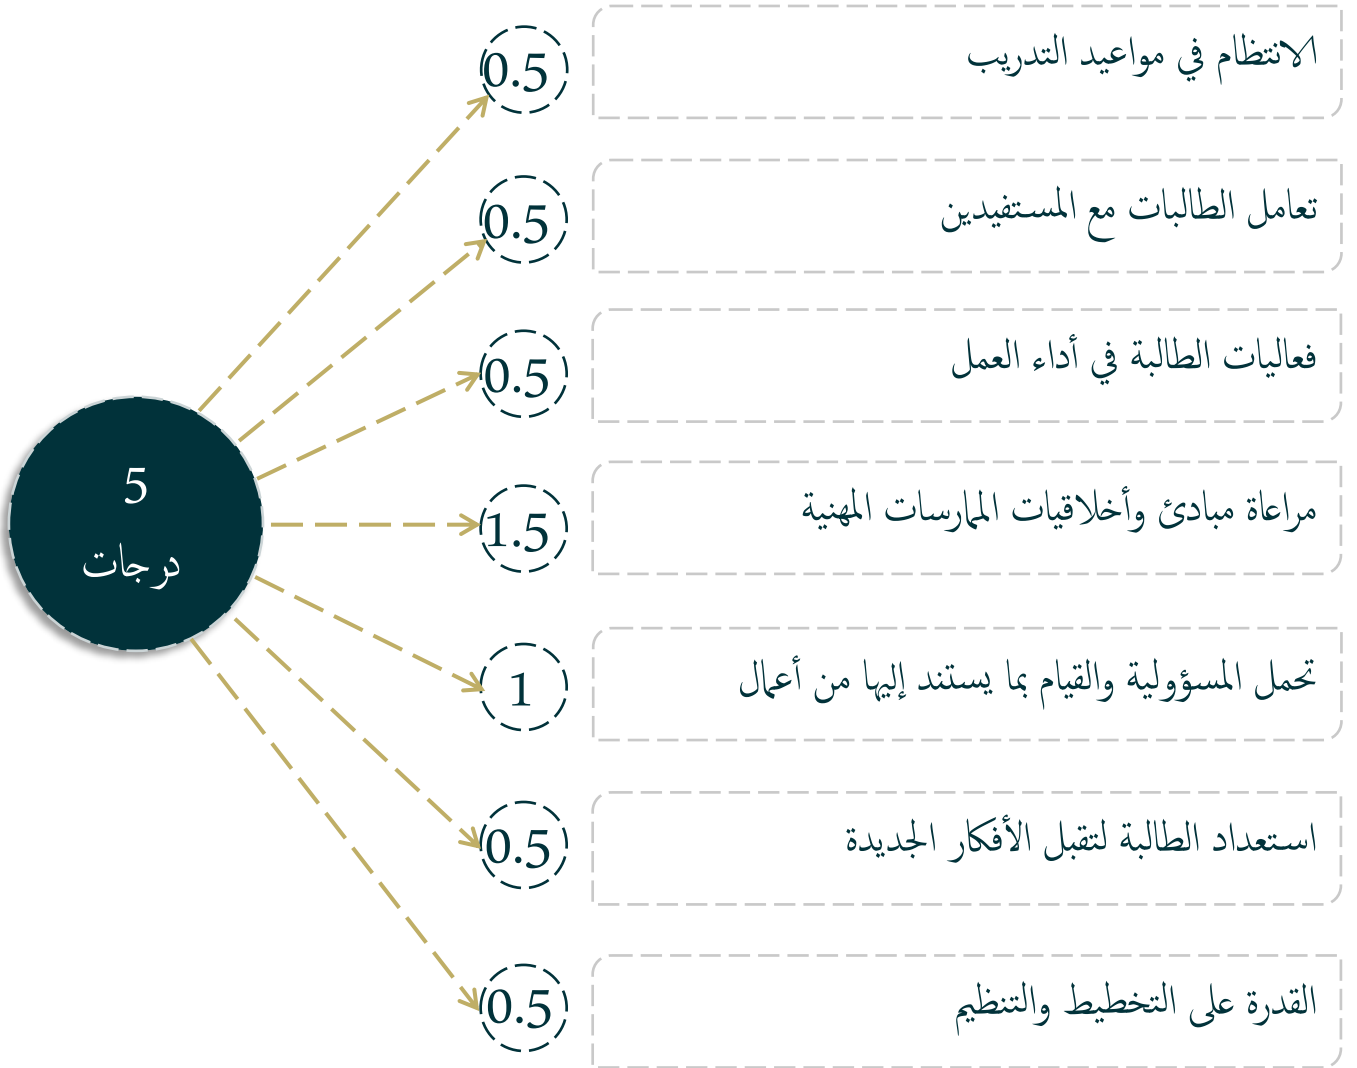 الانتظام في مواعيد التدريب
0.5
تعامل الطالبات مع المستفيدين
0.5
فعاليات الطالبة في أداء العمل
0.5
مراعاة مبادئ وأخلاقيات الممارسات المهنية
1.5
تحمل المسؤولية والقيام بما يستند إليها من أعمال
1
استعداد الطالبة لتقبل الأفكار الجديدة
0.5
القدرة على التخطيط والتنظيم
0.5
5
درجات